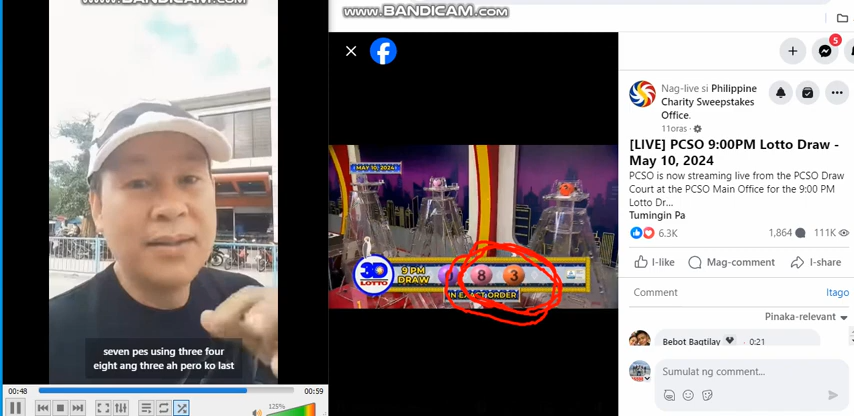 WWW.BANDICAM.COM
seven pes using three four
eight ang three ah pero ko last
00:48
00:59
125%
WWW.BANDICAM.COM
MAY 10, 2024
3D
LOTTO
9 PM
DRAW
8 3
IN EXACT ORDER
5
Nag-live si Philippine
Charity Sweepstakes
Office.
11oras ·
[LIVE] PCSO 9:00PM Lotto Draw -
May 10, 2024
PCSO is now streaming live from the PCSO Draw
Court at the PCSO Main Office for the 9:00 PM
Lotto Dr...
Tumingin Pa
6.3K
1,864
111K
I-like
Mag-comment
I-share
Comment
Itago
Pinaka-relevant
Bebot Bagtilay
· 0:21
Sumulat ng comment...